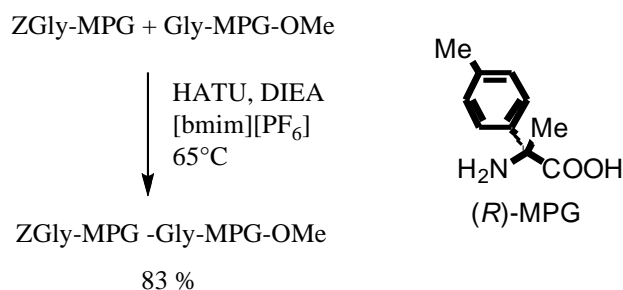 ZGly-MPG + Gly-MPG-OMe
HATU, DIEA
[bmim][PF6]
65°C
ZGly-MPG -Gly-MPG-OMe
83 %
Me
Me
H2N
COOH
(R)-MPG